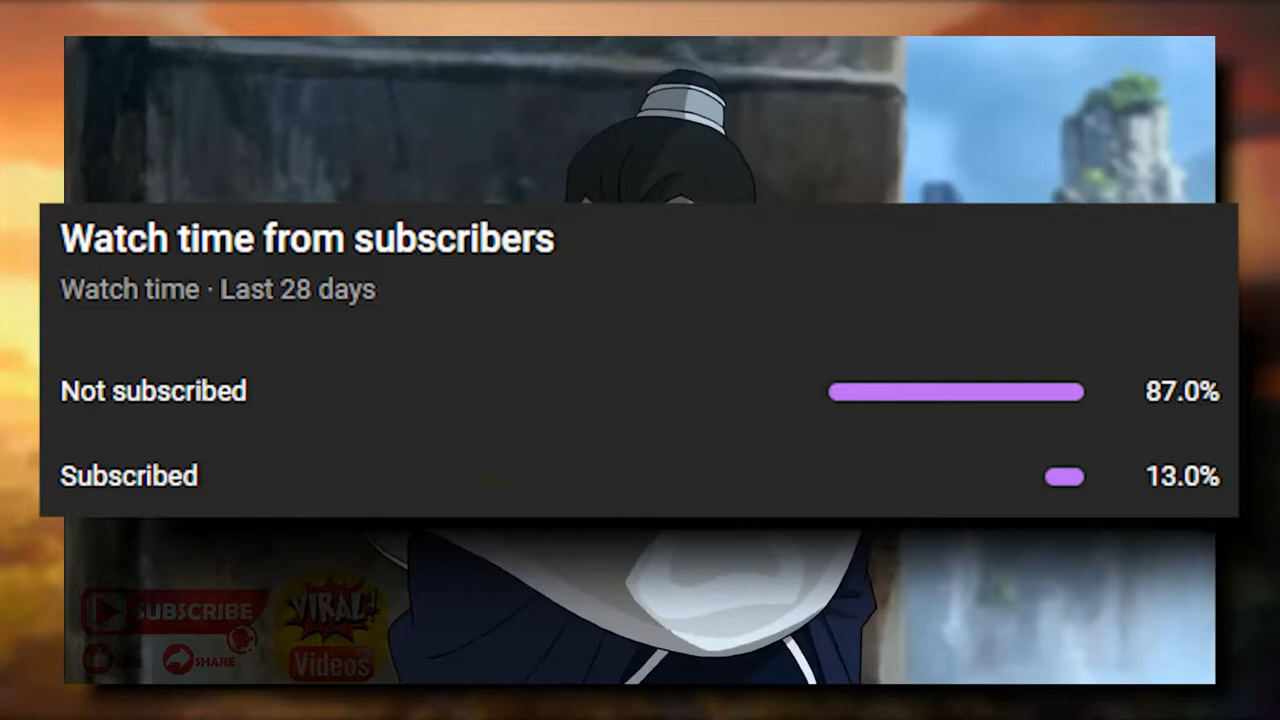 Watch time from subscribers
Watch time · Last 28 days
Not subscribed 87.0%
Subscribed 13.0%
SUBSCRIBE
SHARE
VIRAL!
Videos